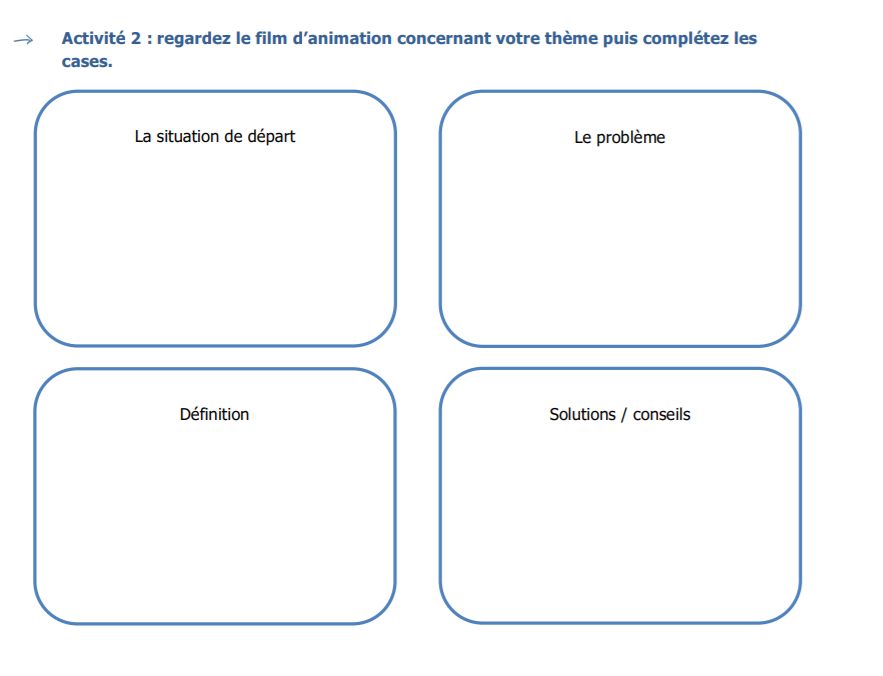 Activité 2 : regardez le film d’animation concernant votre thème puis complétez les
cases.
La situation de départ
Le problème
Définition
Solutions / conseils